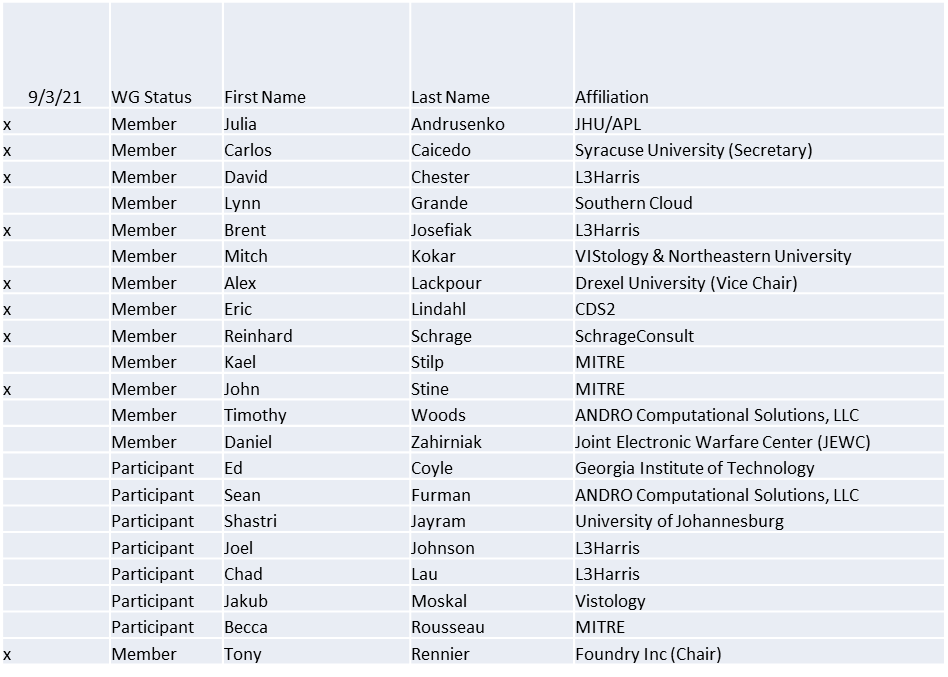 9/3/21 WG Status First Name Last Name Affiliation
x Member Julia Andrusenko JHU/APL
x Member Carlos Caicedo Syracuse University (Secretary)
x Member David Chester L3Harris
Member Lynn Grande Southern Cloud
x Member Brent Josefiak L3Harris
Member Mitch Kokar VIStology & Northeastern University
x Member Alex Lackpour Drexel University (Vice Chair)
x Member Eric Lindahl CDS2
x Member Reinhard Schrage SchrageConsult
Member Kael Stilp MITRE
x Member John Stine MITRE
Member Timothy Woods ANDRO Computational Solutions, LLC
Member Daniel Zahirniak Joint Electronic Warfare Center (JEWC)
Participant Ed Coyle Georgia Institute of Technology
Participant Sean Furman ANDRO Computational Solutions, LLC
Participant Shastri Jayram University of Johannesburg
Participant Joel Johnson L3Harris
Participant Chad Lau L3Harris
Participant Jakub Moskal Vistology
Participant Becca Rousseau MITRE
x Member Tony Rennier Foundry Inc (Chair)